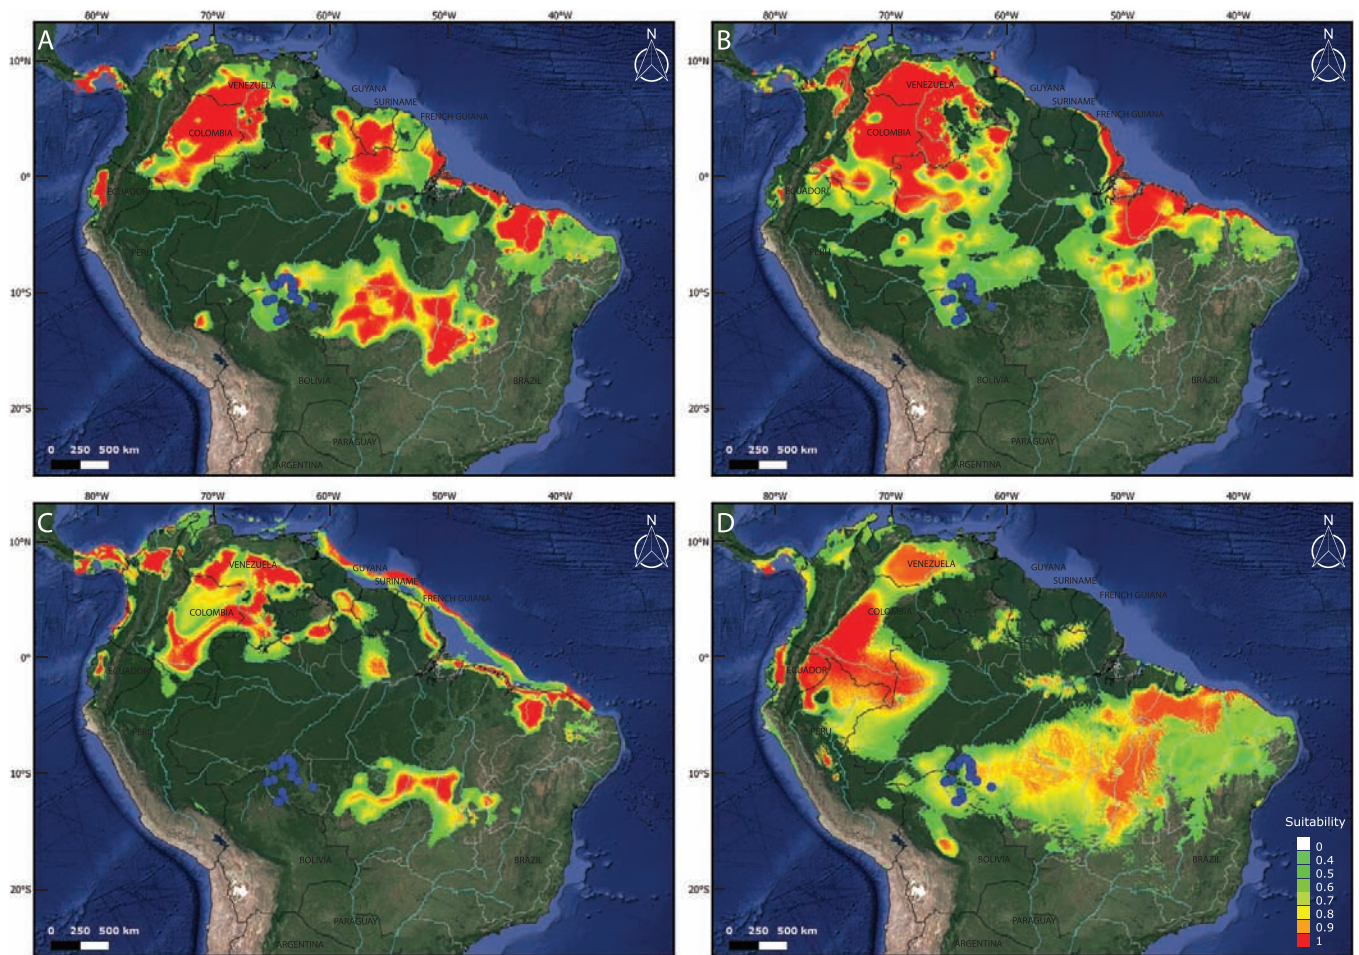 80°W 70°W 60°W 50°W 40°W
A
N
10°N
VENEZUELA
GUYANA
SURINAME
FRENCH GUIANA
COLOMBIA
0°
ECUADOR
PERU
10°S
BOLIVIA
BRAZIL
20°S
PARAGUAY
0 250 500 km
ARGENTINA
80°W 70°W 60°W 50°W 40°W
B
N
10°N
VENEZUELA
GUYANA
SURINAME
FRENCH GUIANA
COLOMBIA
0°
ECUADOR
PERU
10°S
BOLIVIA
BRAZIL
20°S
PARAGUAY
0 250 500 km
ARGENTINA
80°W 70°W 60°W 50°W 40°W
C
N
10°N
VENEZUELA
GUYANA
SURINAME
FRENCH GUIANA
COLOMBIA
0°
ECUADOR
PERU
10°S
BOLIVIA
BRAZIL
20°S
PARAGUAY
0 250 500 km
ARGENTINA
80°W 70°W 60°W 50°W 40°W
D
N
10°N
VENEZUELA
GUYANA
SURINAME
FRENCH GUIANA
COLOMBIA
0°
ECUADOR
PERU
10°S
BOLIVIA
BRAZIL
20°S
PARAGUAY
0 250 500 km
ARGENTINA
Suitability
0
0.4
0.5
0.6
0.7
0.8
0.9
1